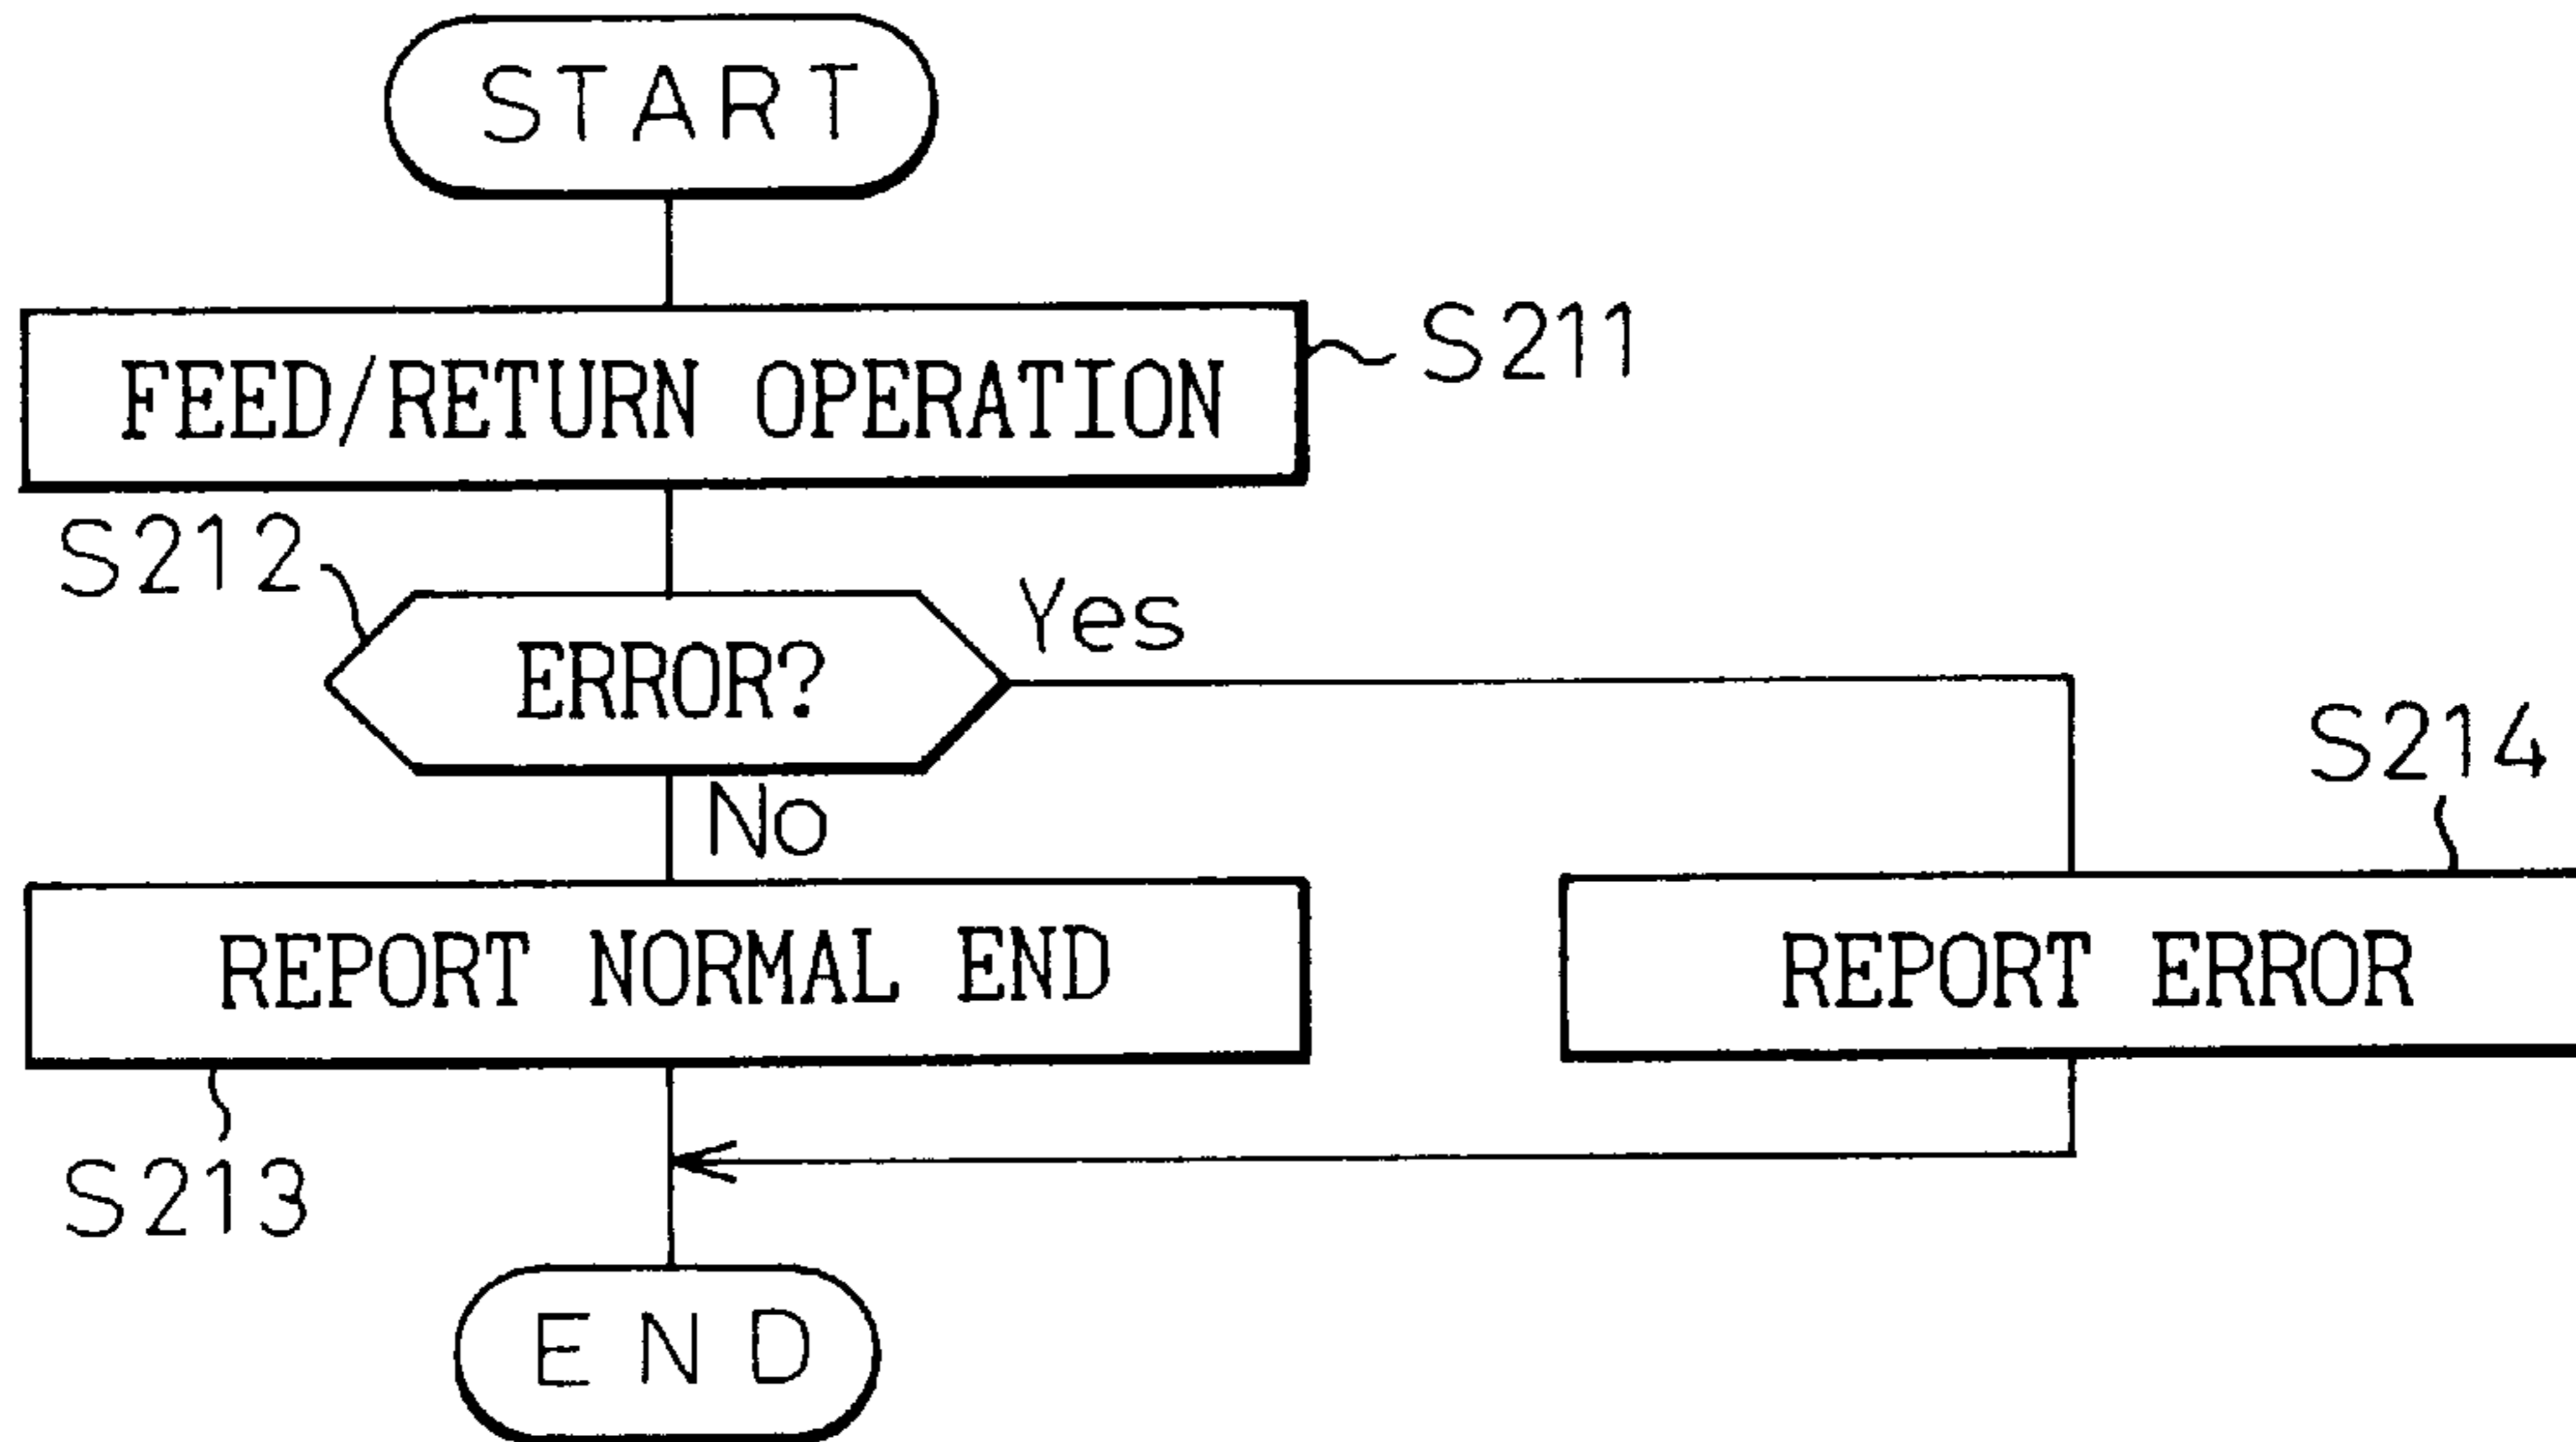 START
FEED/RETURN OPERATION
S211
S212
ERROR?
Yes
No
S214
REPORT NORMAL END
REPORT ERROR
S213
END